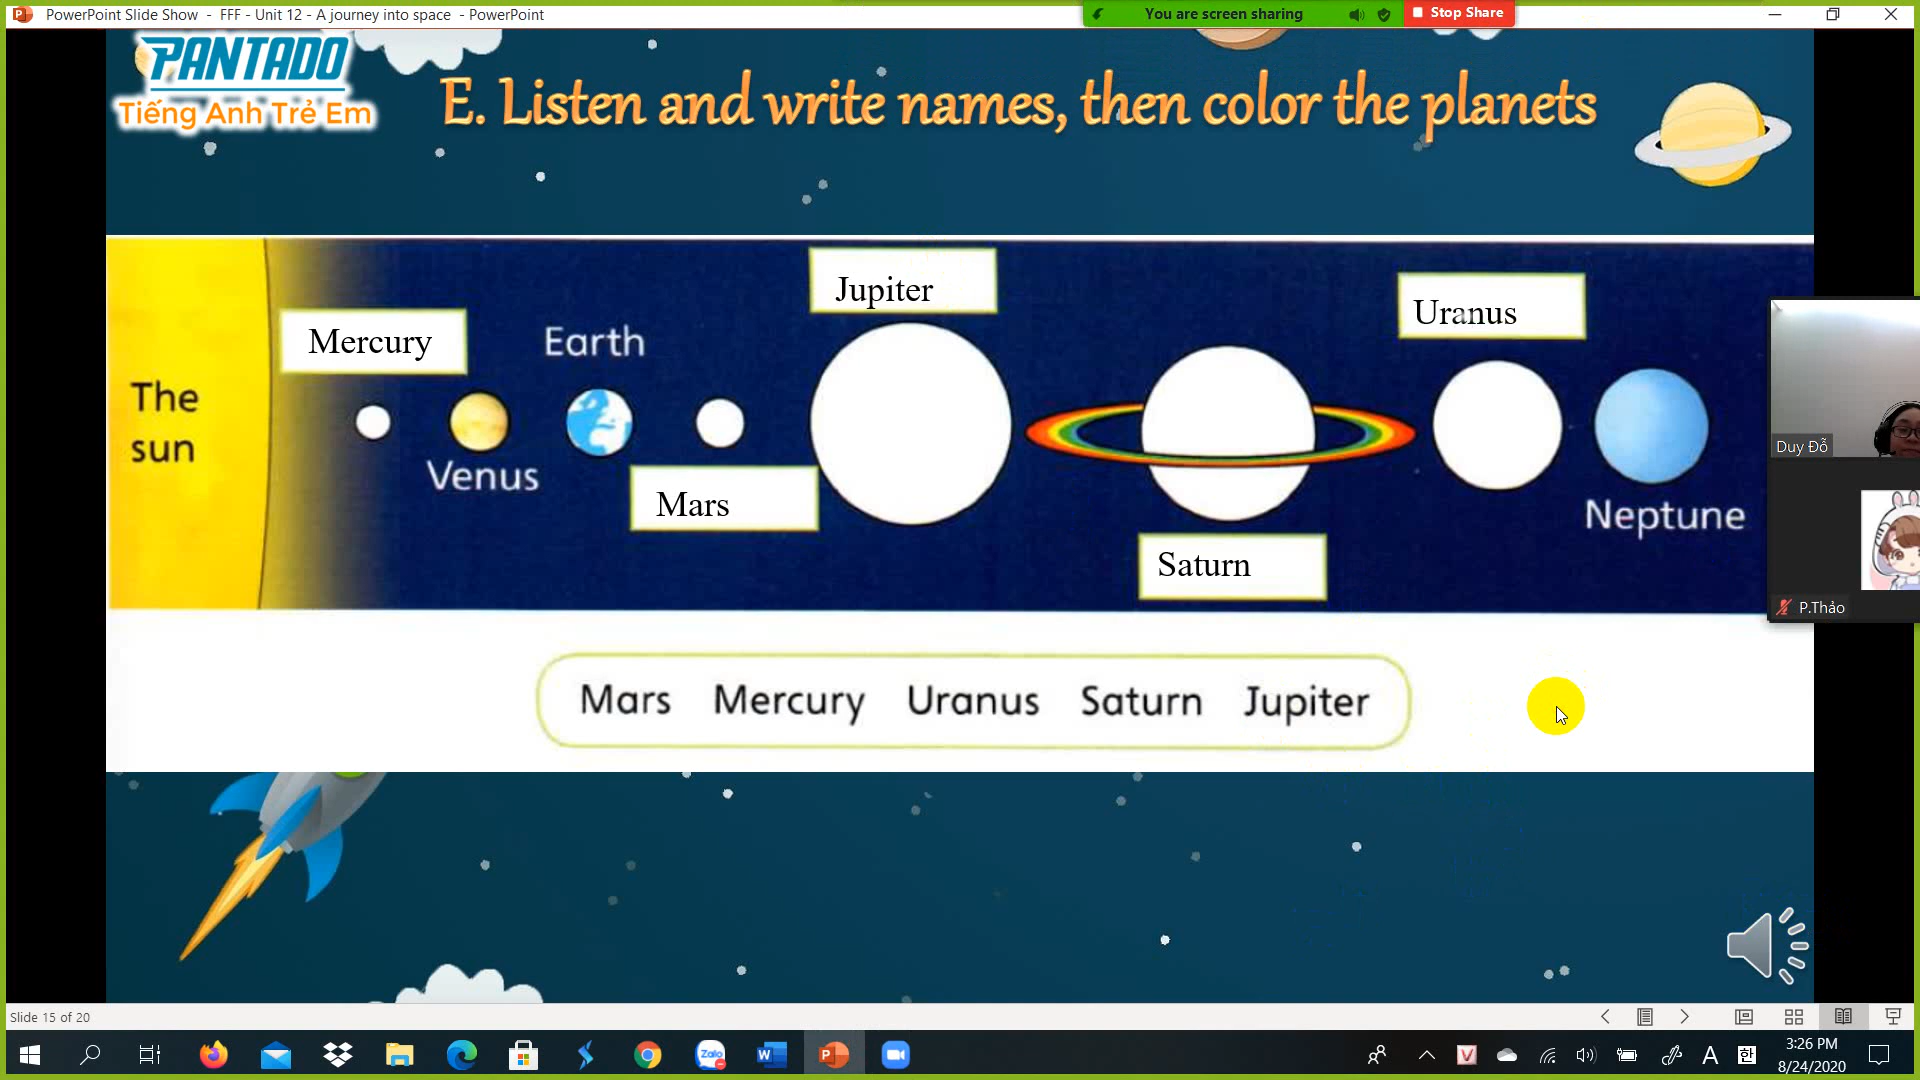 PowerPoint Slide Show - FFF - Unit 12 - A journey into space - PowerPoint
You are screen sharing
Stop Share
PANTADO
Tiếng Anh Trẻ Em
E. Listen and write names, then color the planets
Jupiter
Uranus
Mercury
Earth
The
sun
Venus
Mars
Saturn
Neptune
Duy Đỗ
P.Thảo
Mars Mercury Uranus Saturn Jupiter
Slide 15 of 20
Zalo
W
P
V
A
한
3:26 PM
8/24/2020